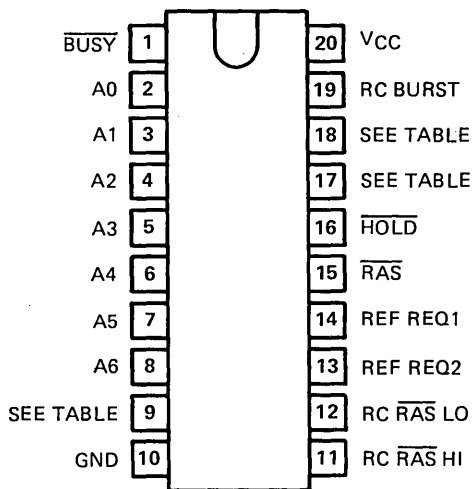 BUSY 1 20 VCC
A0 2 19 RC BURST
A1 3 18 SEE TABLE
A2 4 17 SEE TABLE
A3 5 16 HOLD
A4 6 15 RAS
A5 7 14 REF REQ1
A6 8 13 REF REQ2
SEE TABLE 9 12 RC RAS LO
GND 10 11 RC RAS HI